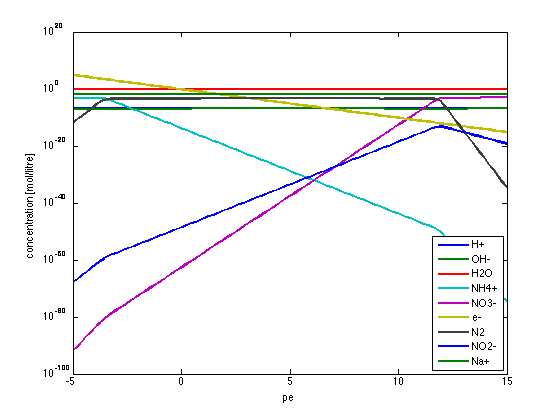 10^20
10^0
10^-20
10^-40
10^-60
10^-80
10^-100
concentration [mol/litre]
-5
0
5
10
15
pe
H+
OH-
H2O
NH4+
NO3-
e-
N2
NO2-
Na+